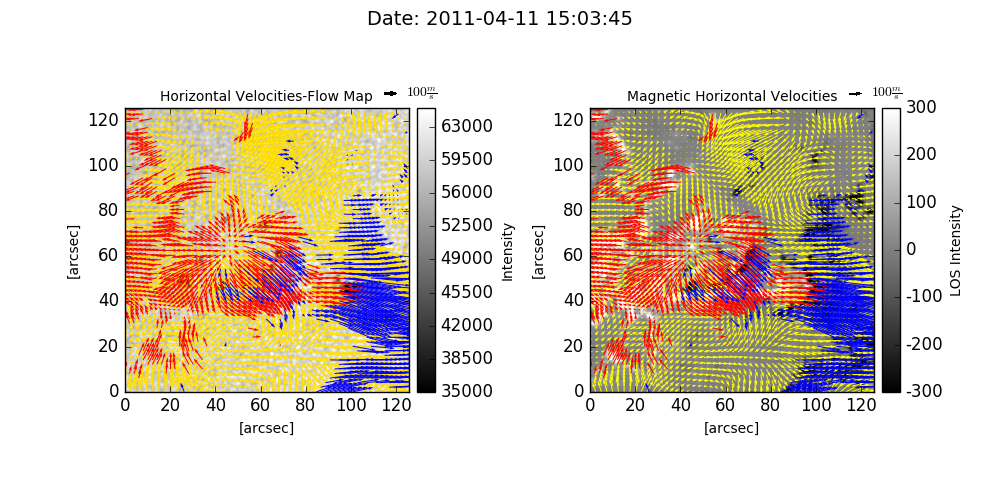 Date: 2011-04-11 15:03:45
Horizontal Velocities-Flow Map
100 m/s
Magnetic Horizontal Velocities
100 m/s
120
100
80
60
40
20
0
0 20 40 60 80 100 120
[arcsec]
[arcsec]
63000
59500
56000
52500
49000
45500
42000
38500
35000
Intensity
120
100
80
60
40
20
0
0 20 40 60 80 100 120
[arcsec]
[arcsec]
300
200
100
0
-100
-200
-300
LOS Intensity